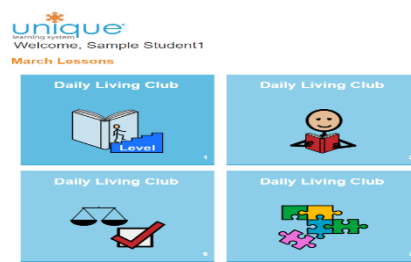 unique
learning system
Welcome, Sample Student1
March Lessons
Daily Living Club
Level
1
Daily Living Club
Daily Living Club
6
Daily Living Club